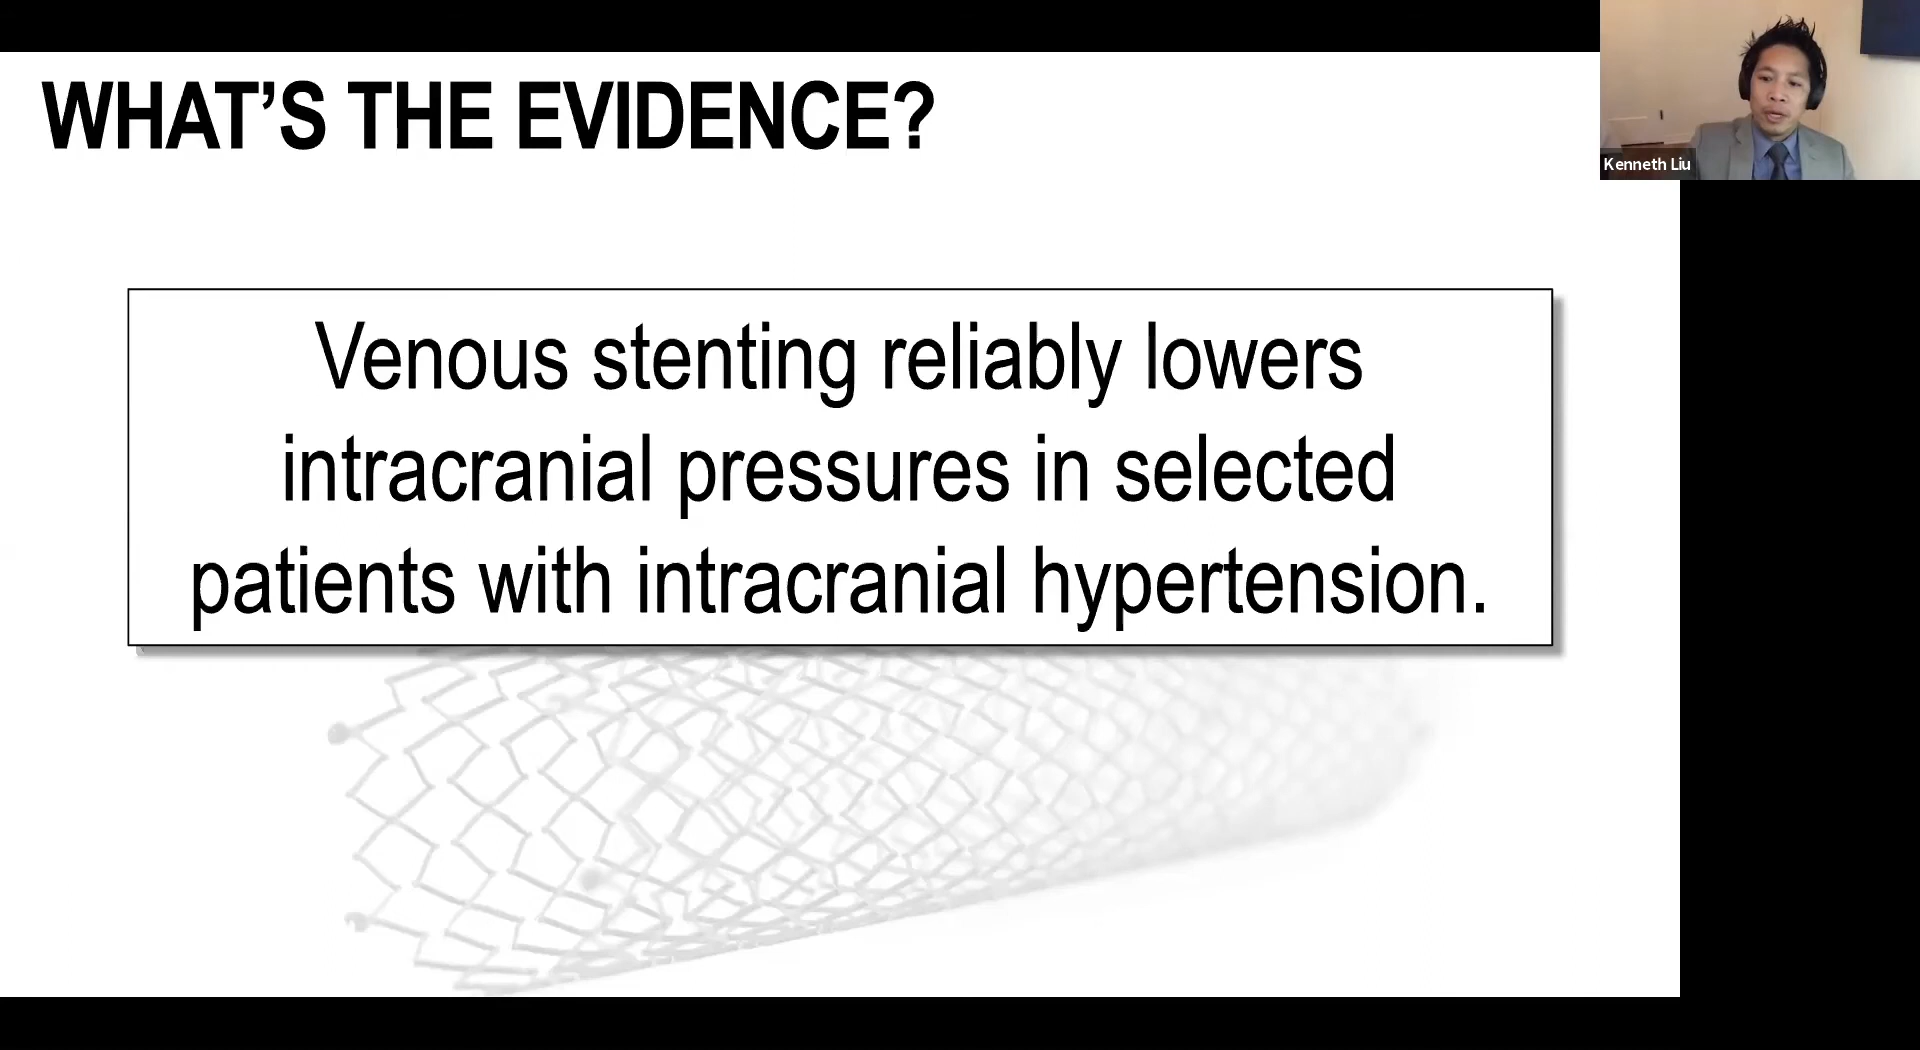 WHAT’S THE EVIDENCE?
Kenneth Liu
Venous stenting reliably lowers
intracranial pressures in selected
patients with intracranial hypertension.